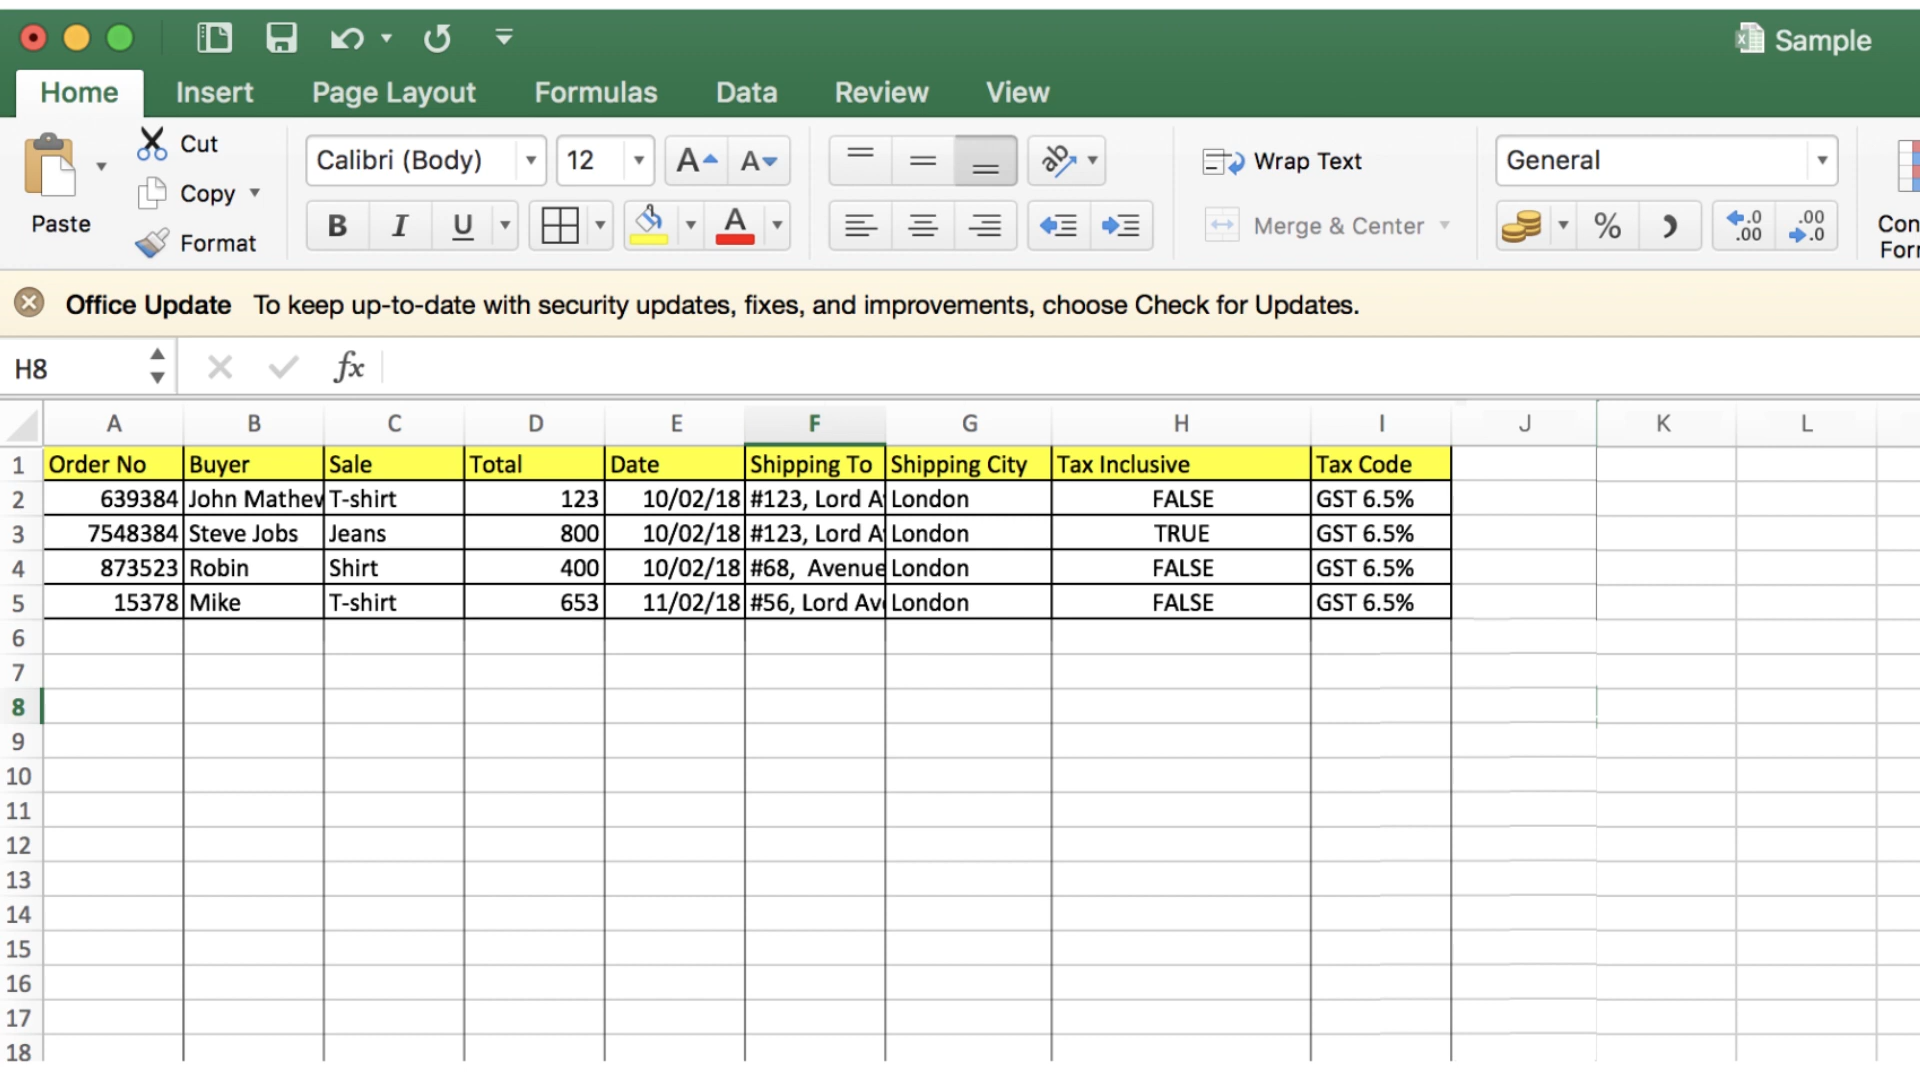 Sample
Home Insert Page Layout Formulas Data Review View
Paste Cut Copy Format
Calibri (Body) 12 A A
B I U A
ab
Wrap Text
Merge & Center
General
% .0 .00 .00 .0
Con
For
Office Update To keep up-to-date with security updates, fixes, and improvements, choose Check for Updates.
H8 fx
A B C D E F G H I J K L
1 Order No Buyer Sale Total Date Shipping To Shipping City Tax Inclusive Tax Code
2 639384 John Mathew T-shirt 123 10/02/18 #123, Lord A London FALSE GST 6.5%
3 7548384 Steve Jobs Jeans 800 10/02/18 #123, Lord A London TRUE GST 6.5%
4 873523 Robin Shirt 400 10/02/18 #68, Avenue London FALSE GST 6.5%
5 15378 Mike T-shirt 653 11/02/18 #56, Lord Av London FALSE GST 6.5%
6
7
8
9
10
11
12
13
14
15
16
17
18